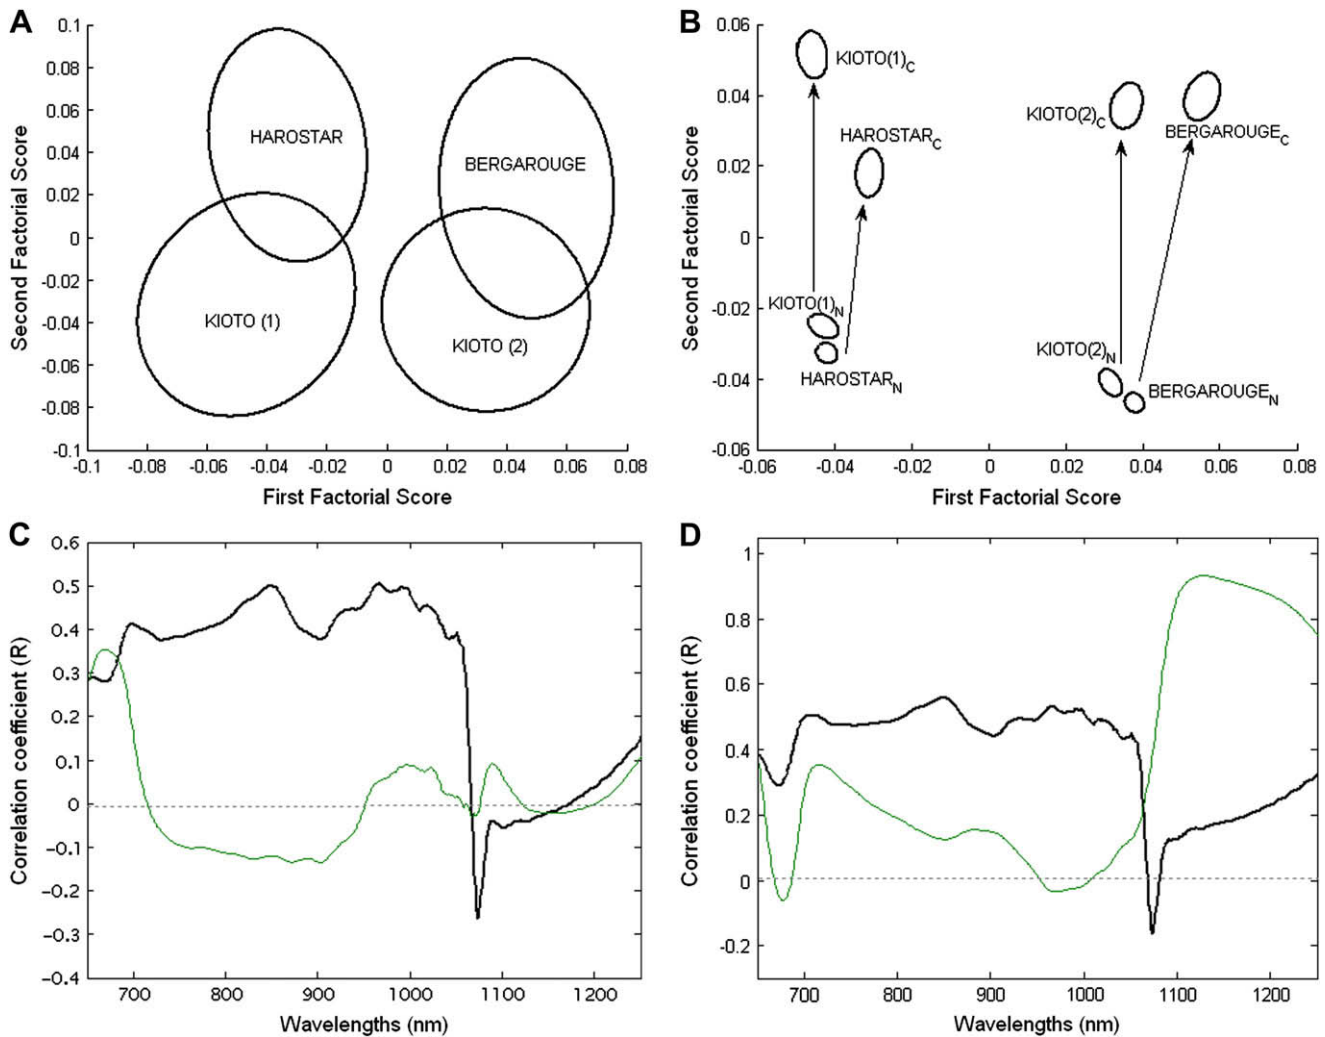 A
0.1
0.08
0.06
0.04
0.02
0
-0.02
-0.04
-0.06
-0.08
-0.1
-0.1
-0.08
-0.06
-0.04
-0.02
0
0.02
0.04
0.06
0.08
Second Factorial Score
First Factorial Score
HAROSTAR
BERGAROUGE
KIOTO (1)
KIOTO (2)
B
0.06
0.04
0.02
0
-0.02
-0.04
-0.06
-0.06
-0.04
-0.02
0
0.02
0.04
0.06
0.08
Second Factorial Score
First Factorial Score
KIOTO(1)C
HAROSTARC
KIOTO(2)C
BERGAROUGEC
KIOTO(1)N
HAROSTARN
KIOTO(2)N
BERGAROUGEN
C
0.6
0.5
0.4
0.3
0.2
0.1
0
−0.1
−0.2
−0.3
−0.4
700
800
900
1000
1100
1200
Correlation coefficient (R)
Wavelengths (nm)
D
1
0.8
0.6
0.4
0.2
0
-0.2
700
800
900
1000
1100
1200
Correlation coefficient (R)
Wavelengths (nm)